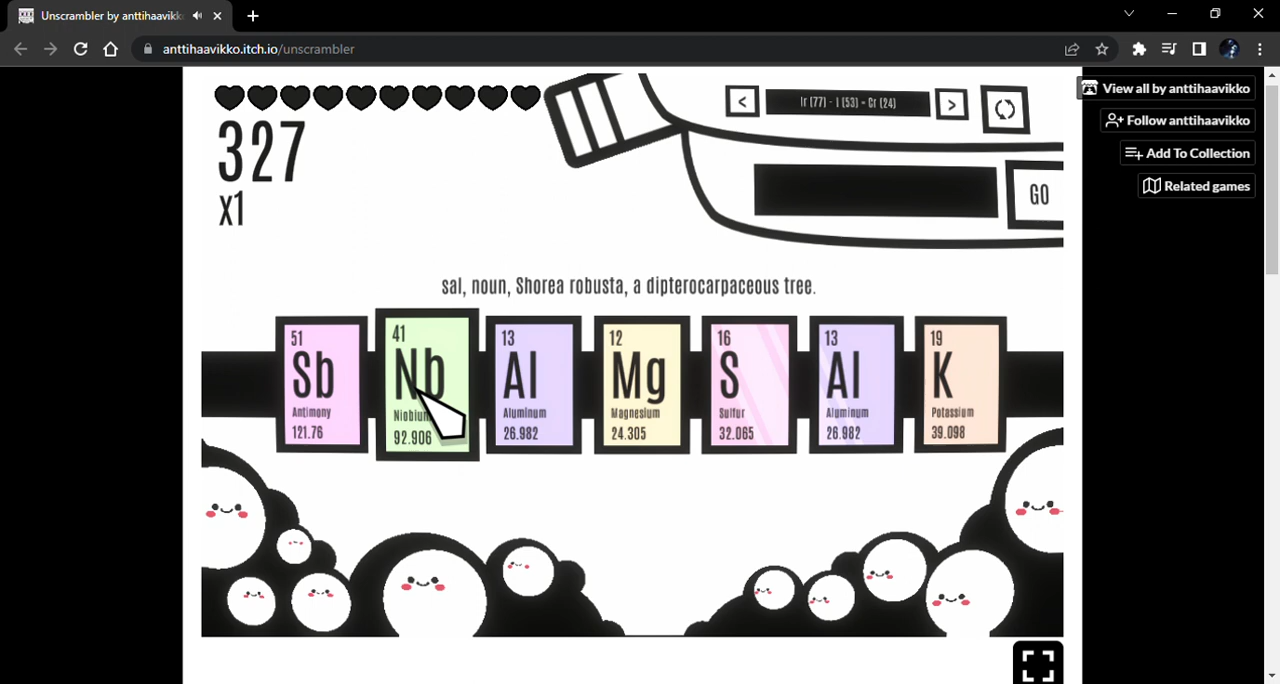 Unscrambler by anttihaavikk
anttihaavikko.itch.io/unscrambler
View all by anttihaavikko
Follow anttihaavikko
Add To Collection
Related games
327
x1
< Ir (77) - I (53) = Cr (24) >
GO
sal, noun, Shorea robusta, a dipterocarpaceous tree.
51
Sb
Antimony
121.76
41
Nb
Niobium
92.906
13
Al
Aluminum
26.982
12
Mg
Magnesium
24.305
16
S
Sulfur
32.065
13
Al
Aluminum
26.982
19
K
Potassium
39.098